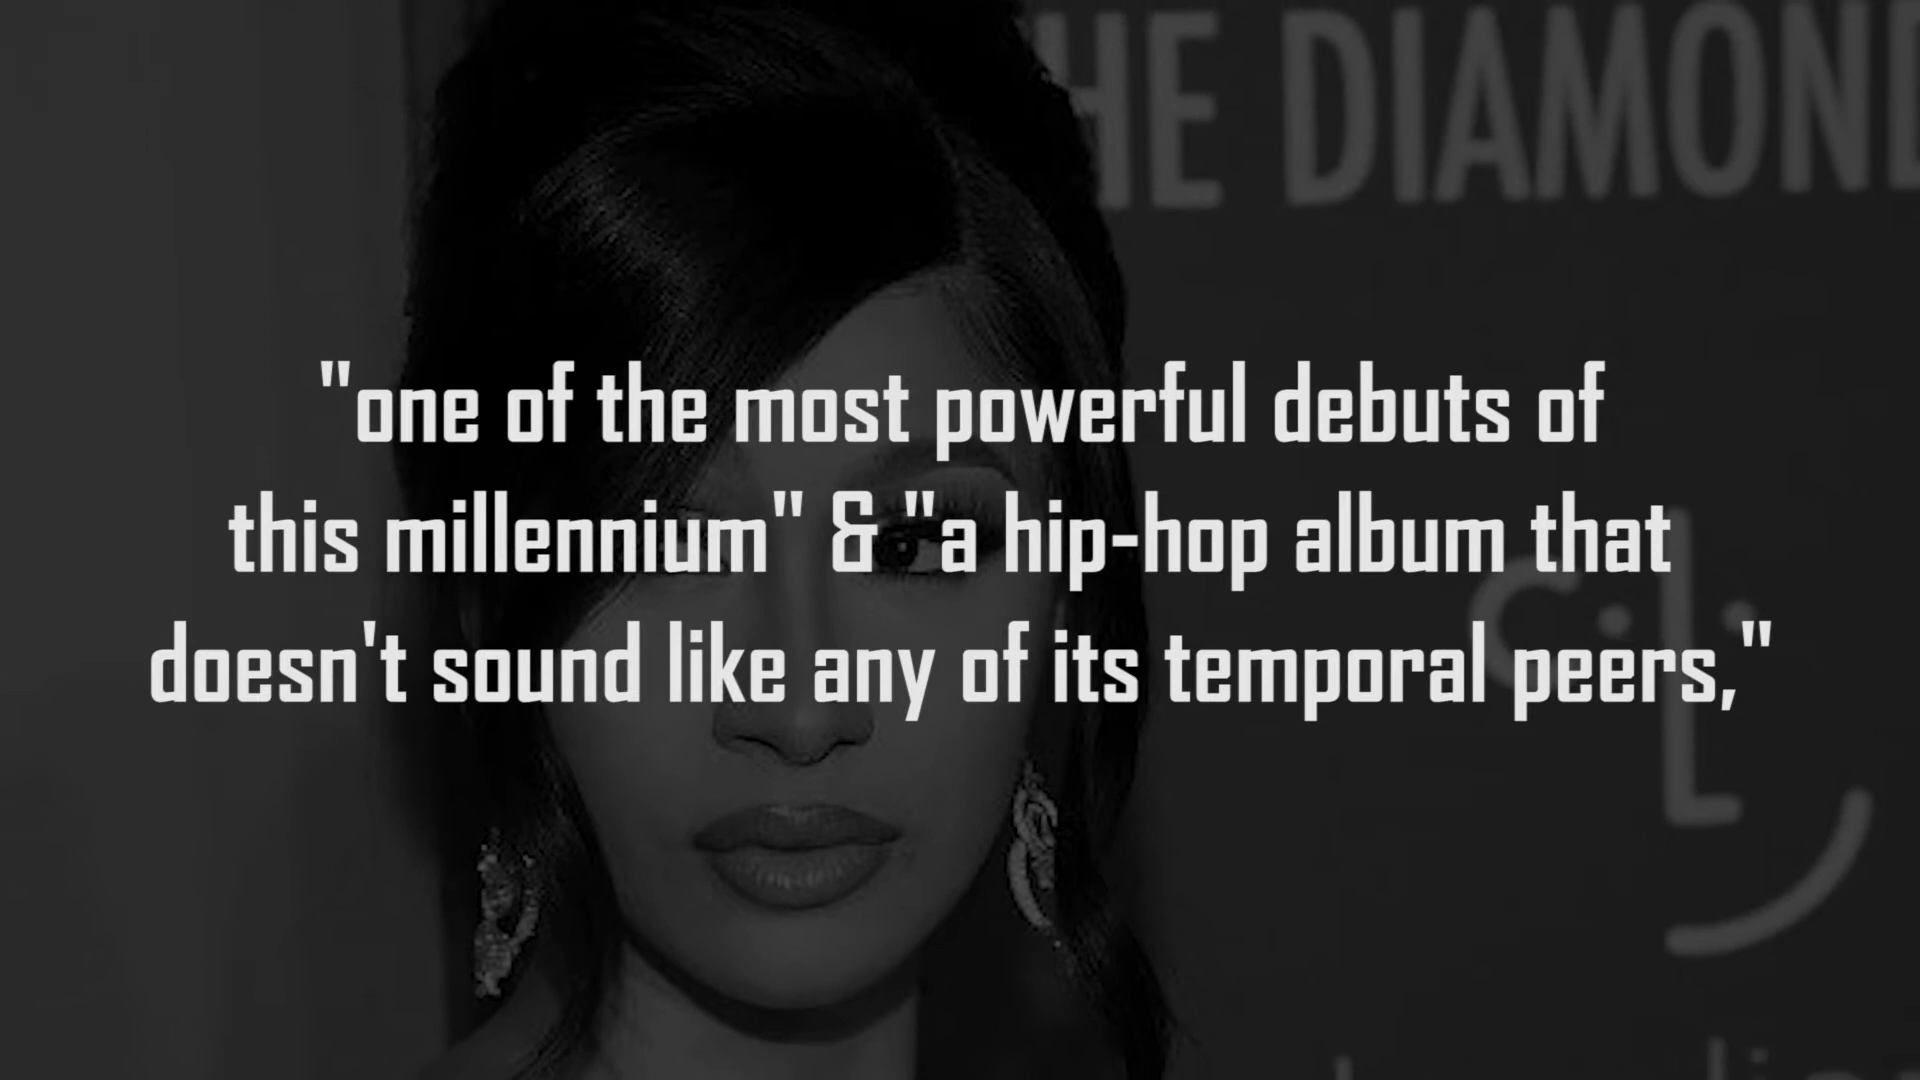 HE DIAMOND
"one of the most powerful debuts of
this millennium" & "a hip-hop album that
doesn't sound like any of its temporal peers,"